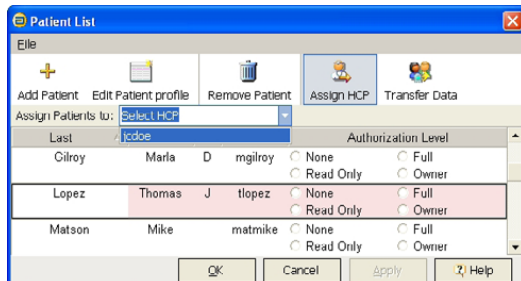 Patient List
File
Add Patient Edit Patient profile Remove Patient Assign HCP Transfer Data
Assign Patients to: Select HCP
jcdoe
Last Authorization Level
Gilroy Marla D mgilroy None Full
Read Only Owner
Lopez Thomas J tlopez None Full
Read Only Owner
Matson Mike matmike None Full
Read Only Owner
OK Cancel Apply Help